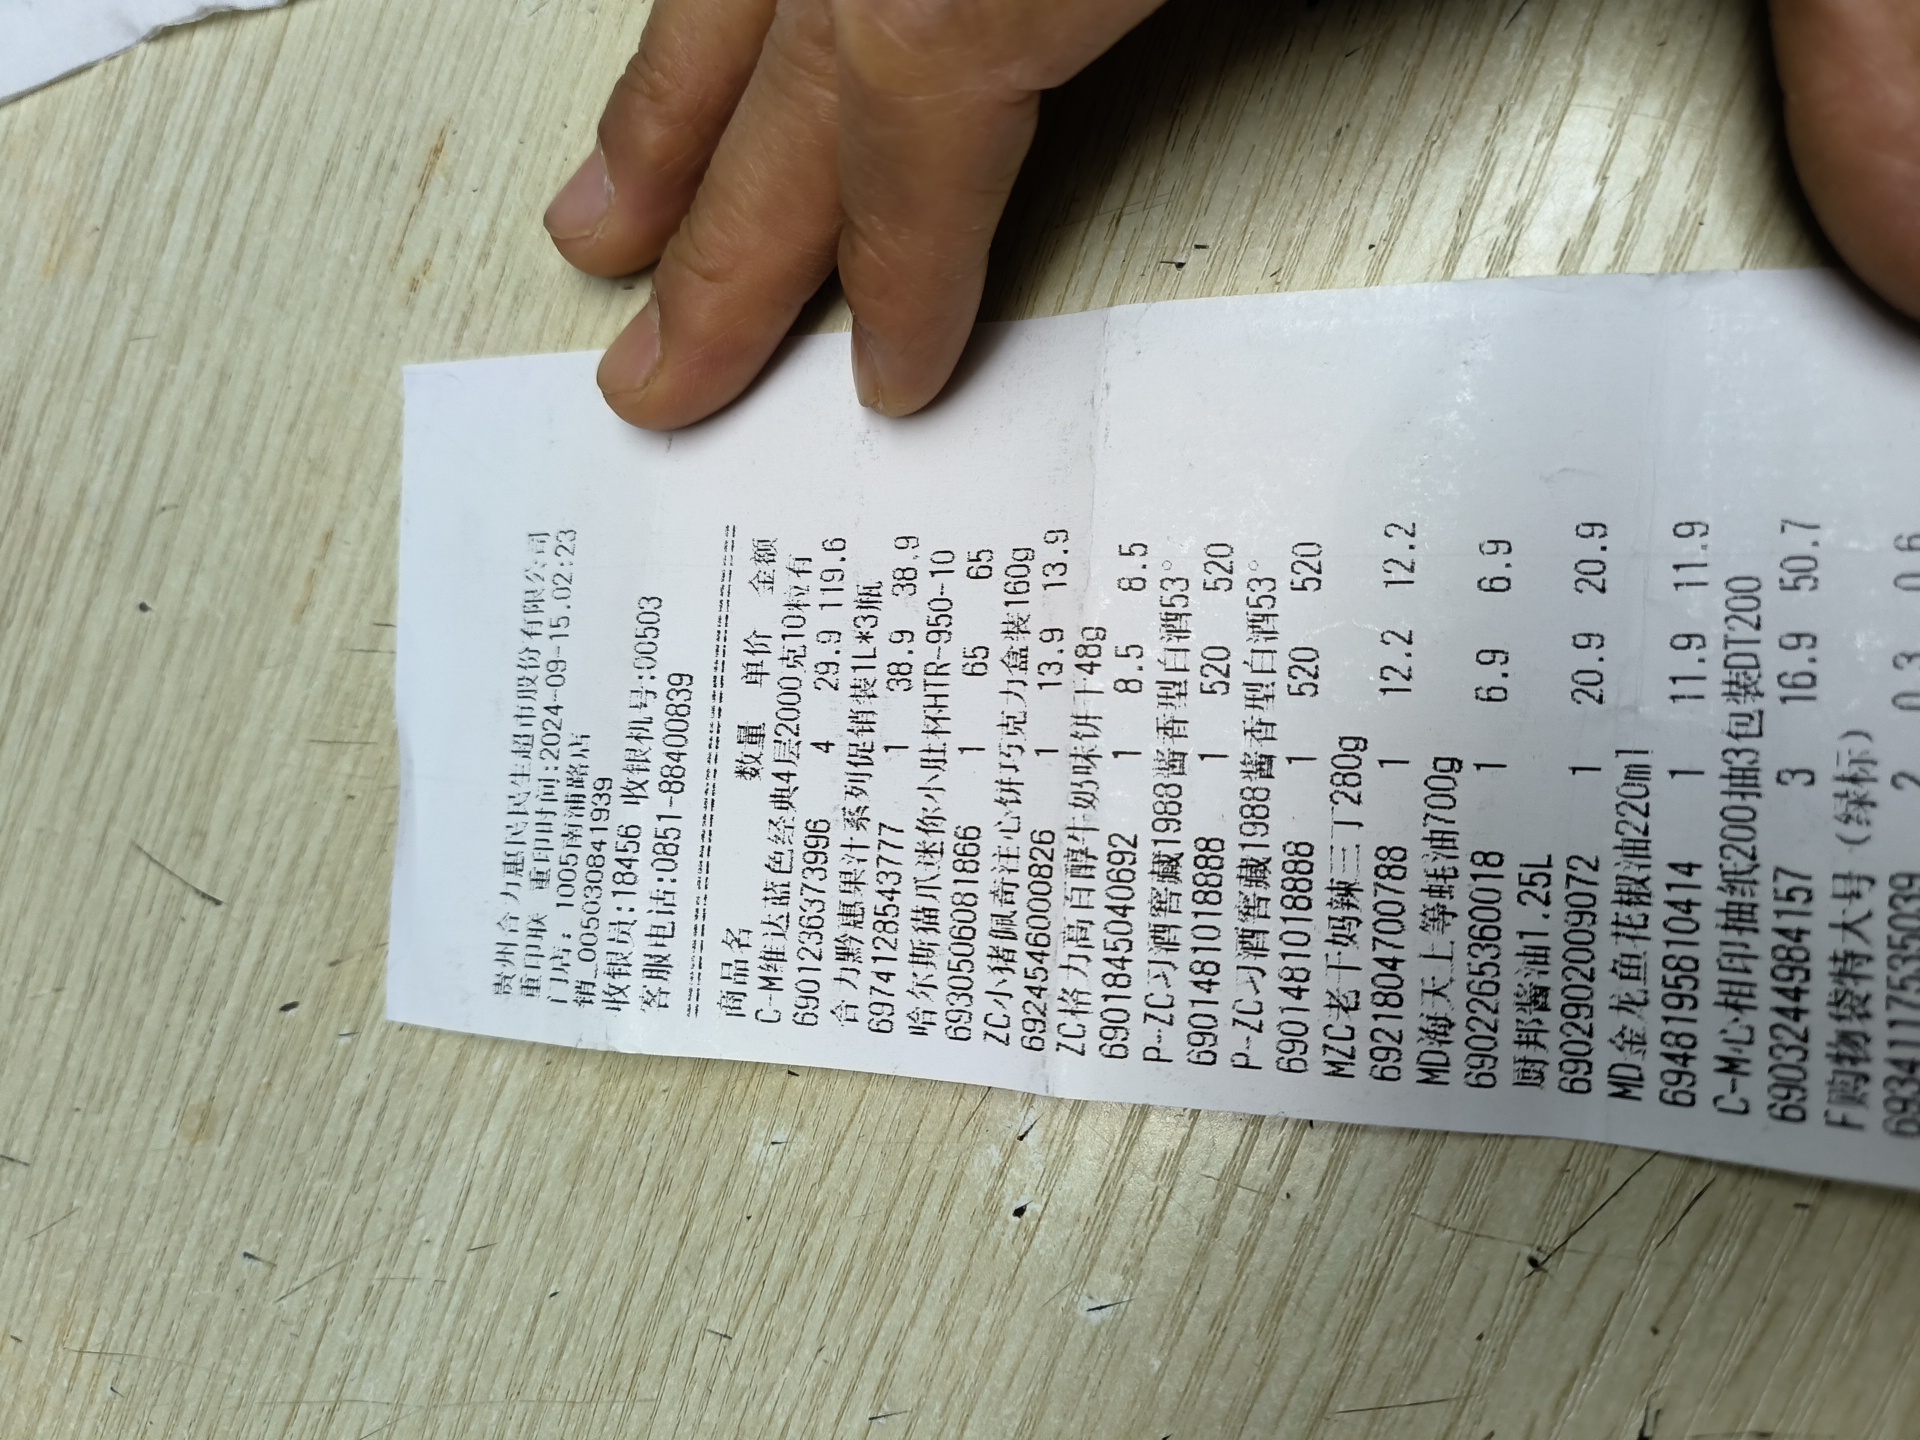 贵州合力惠民民生超市股份有限公司
重印联 重印时间:2024-09-15.02:23
门店: 1005南浦路店
销_0050503084193​9
收银员:18456 收银机号:00503
客服电话:0851-88400839
商品名 数量 单价 金额
C-M维达蓝色经典4层2000克10粒有
6901236373996 4 29.9 119.6
合力黔惠果汁系列促销装1L*3瓶
6974128543777 1 38.9 38.9
哈尔斯猫爪迷你小肚杯HTR-950-10
6930506081866 1 65 65
ZC小猪佩奇注心饼巧克力盒装160g
6924546000826 1 13.9 13.9
ZC格力高百醇牛奶味饼干48g
6901845040692 1 8.5 8.5
P-ZC习酒窖藏1988酱香型白酒53°
6901481018888 1 520 520
P-ZC习酒窖藏1988酱香型白酒53°
6901481018888 1 520 520
MZC老干妈辣三丁280g
6921804700788 1 12.2 12.2
MD海天上等蚝油700g
6902265360018 1 6.9 6.9
厨邦酱油1.25L
6902902009072 1 20.9 20.9
MD金龙鱼花椒油220ml
6948195810414 1 11.9 11.9
C-M心相印抽纸200抽3包装DT200
6903244984157 3 16.9 50.7
F购物袋特大号（绿标）
6934117535039 2 0.3 0.6